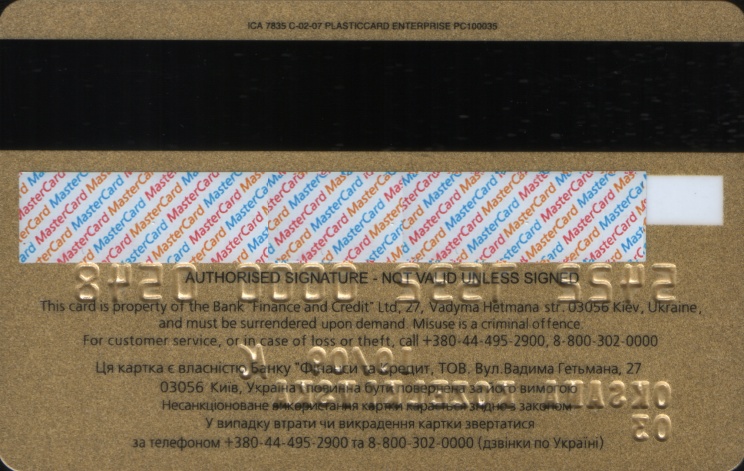 ICA 7835 C-02-07 PLASTICCARD ENTERPRISE PC100035
MasterCard MasterCard MasterCard MasterCard
AUTHORISED SIGNATURE - NOT VALID UNLESS SIGNED
This card is property of the Bank "Finance and Credit" Ltd, 27, Vadyma Hetmana str. 03056 Kiev, Ukraine,
and must be surrendered upon demand. Misuse is a criminal offence.
For customer service, or in case of loss or theft, call +380-44-495-2900, 8-800-302-0000
Ця картка є власністю Банку "Фінанси та Кредит", ТОВ. Вул.Вадима Гетьмана, 27
03056 Київ, Україна і повинна бути повернена за його вимогою
Несанкціоноване використання картки карається згідно з законом
У випадку втрати чи викрадення картки звертатися
за телефоном +380-44-495-2900 та 8-800-302-0000 (дзвінки по Україні)